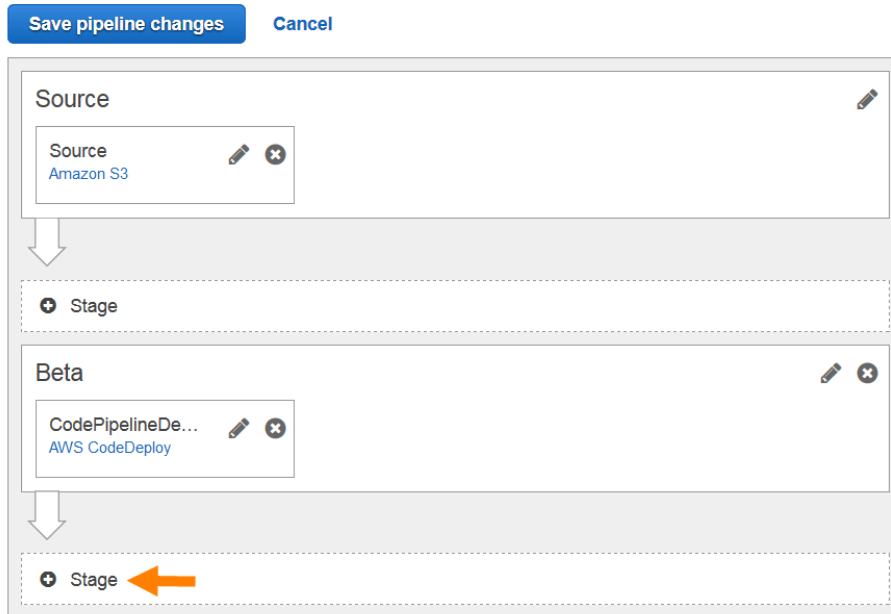 Save pipeline changes Cancel
Source
Source
Amazon S3
Stage
Beta
CodePipelineDe...
AWS CodeDeploy
Stage